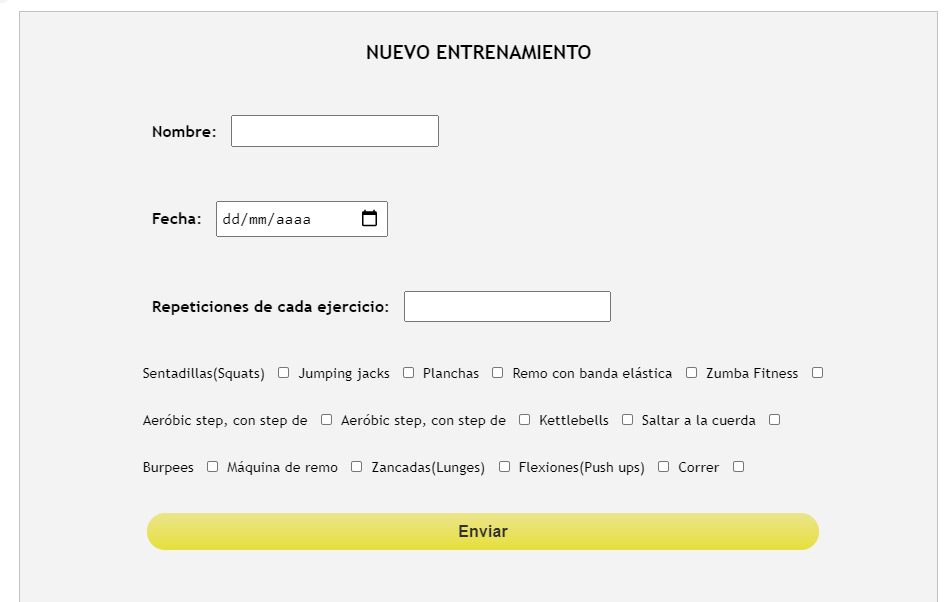 NUEVO ENTRENAMIENTO
Nombre:
Fecha: dd/mm/aaaa
Repeticiones de cada ejercicio:
Sentadillas(Squats) Jumping jacks Planchas Remo con banda elástica Zumba Fitness
Aeróbic step, con step de Aeróbic step, con step de Kettlebells Saltar a la cuerda
Burpees Máquina de remo Zancadas(Lunges) Flexiones(Push ups) Correr
Enviar